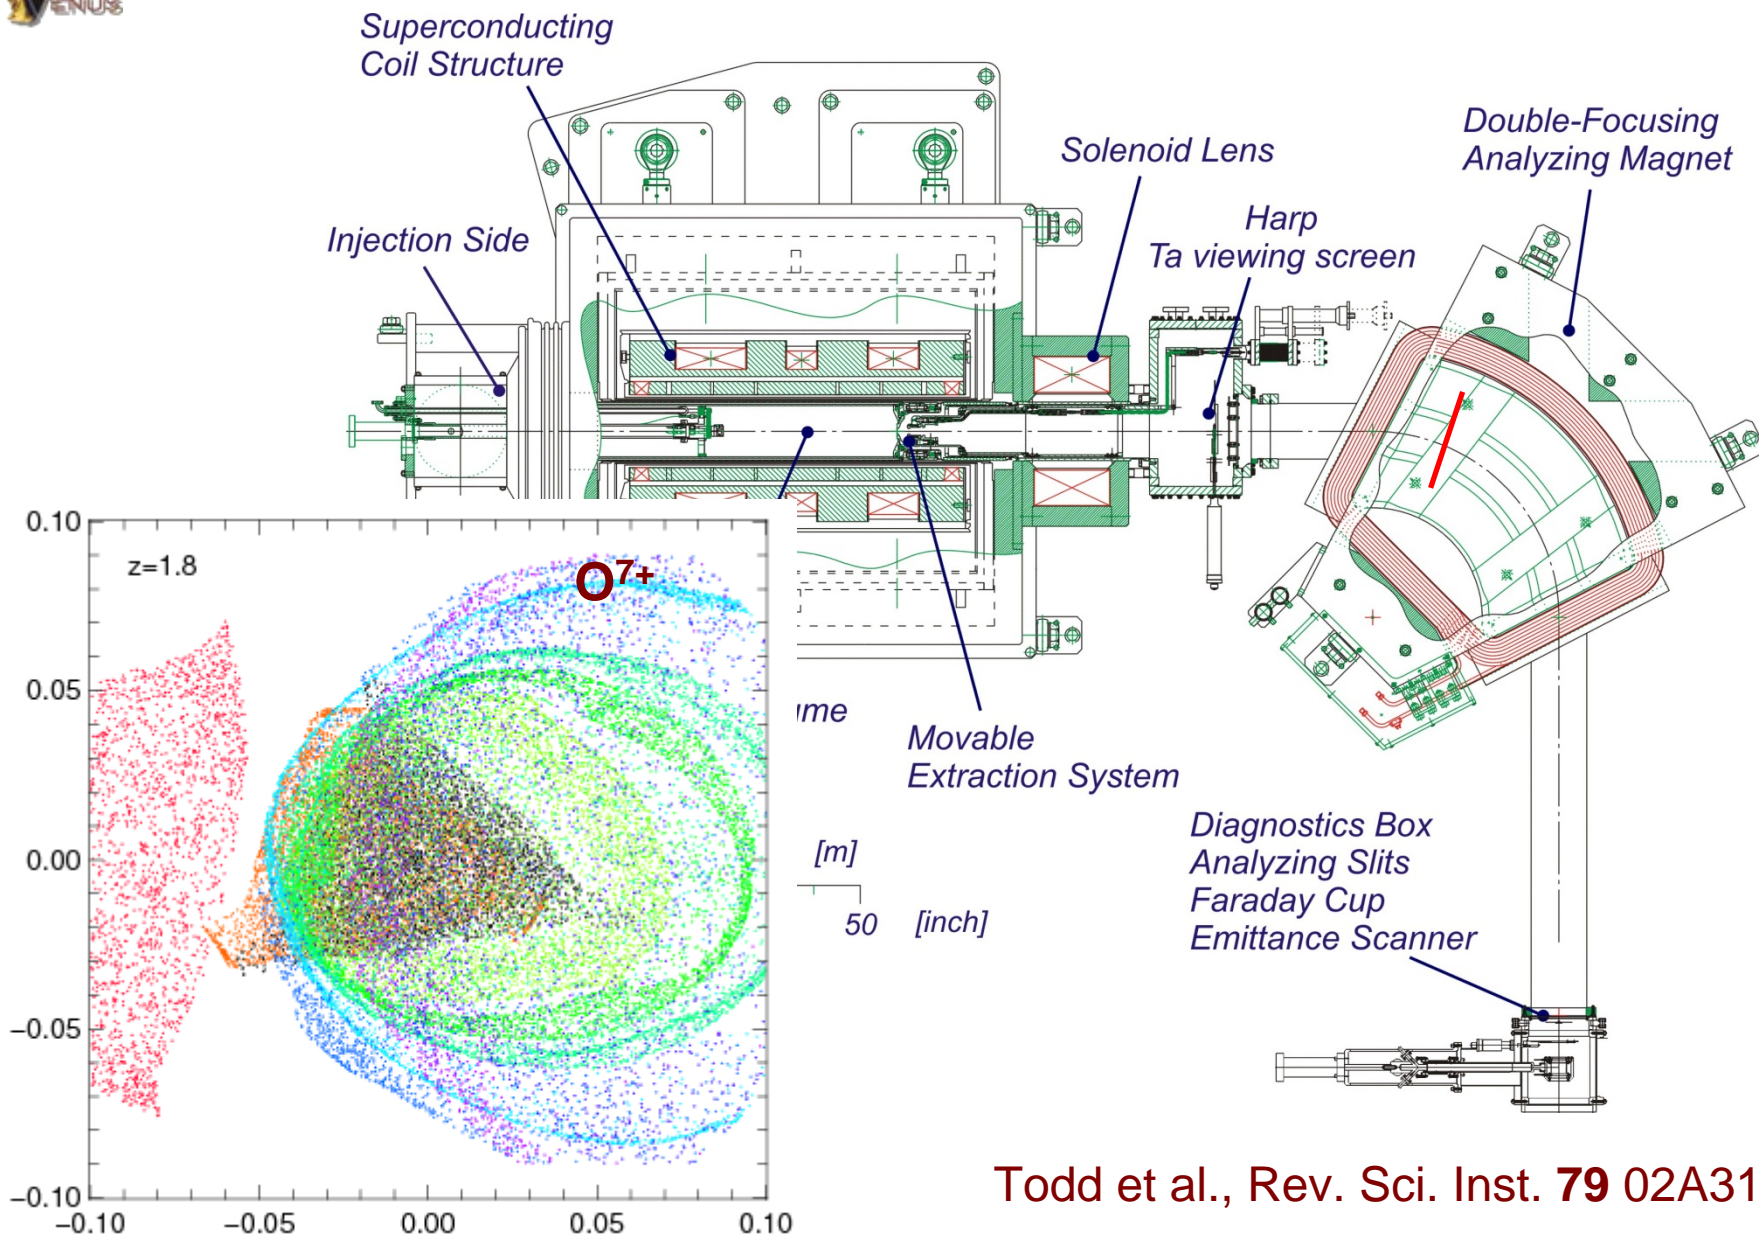 VENUS
Superconducting
Coil Structure
Double-Focusing
Analyzing Magnet
Solenoid Lens
Harp
Ta viewing screen
Injection Side
0.10
z=1.8
O7+
0.05
0.00
−0.05
−0.10
−0.10
−0.05
0.00
0.05
0.10
Movable
Extraction System
[m]
50
[inch]
Diagnostics Box
Analyzing Slits
Faraday Cup
Emittance Scanner
Todd et al., Rev. Sci. Inst. 79 02A31